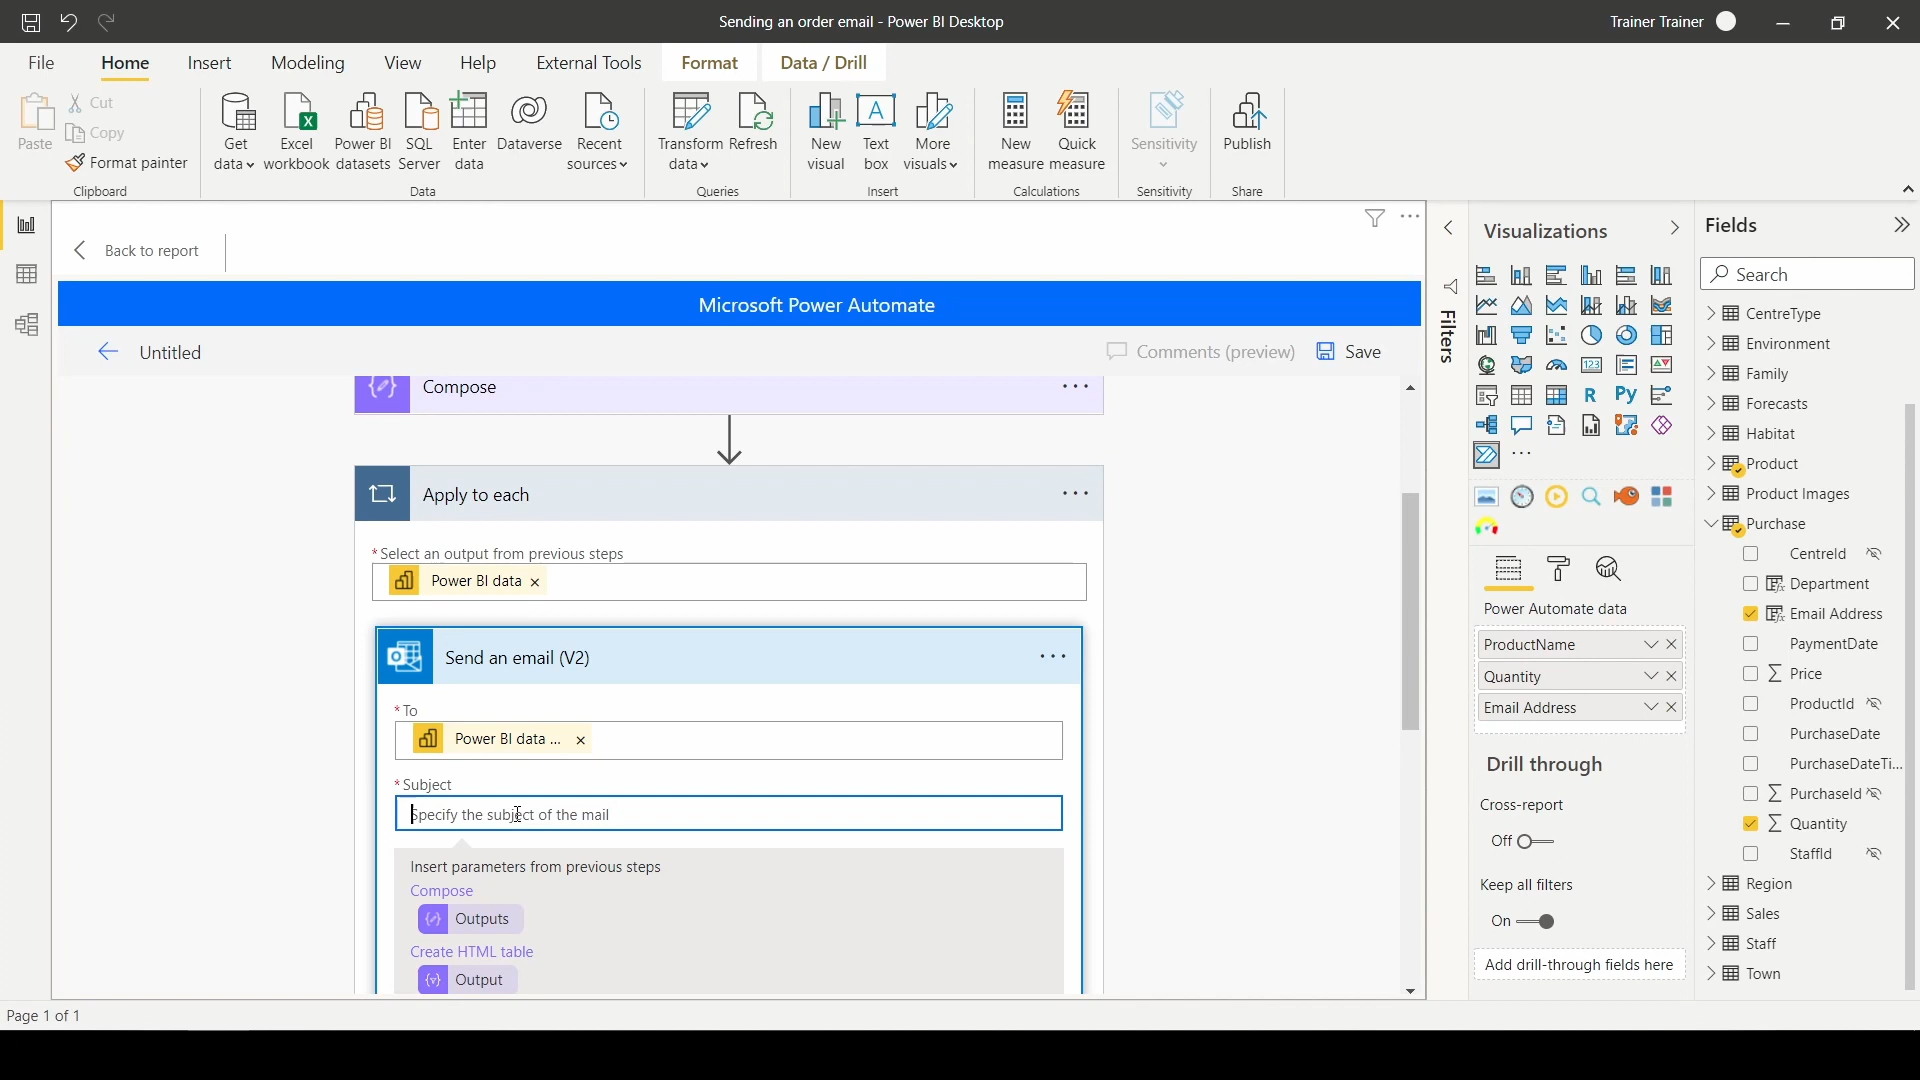 Sending an order email - Power BI Desktop
Trainer Trainer
File Home Insert Modeling View Help External Tools Format Data / Drill
Paste
Cut
Copy
Format painter
Clipboard
Get data
Excel workbook
Power BI datasets
SQL Server
Enter data
Dataverse
Recent sources
Data
Transform data
Refresh
Queries
New visual
Text box
More visuals
Insert
New measure
Quick measure
Calculations
Sensitivity
Sensitivity
Publish
Share
Back to report
Microsoft Power Automate
Untitled
Comments (preview)
Save
Compose
Apply to each
* Select an output from previous steps
Power BI data
Send an email (V2)
* To
Power BI data ...
* Subject
Specify the subject of the mail
Insert parameters from previous steps
Compose
Outputs
Create HTML table
Output
Filters
Visualizations
R
Py
123
Power Automate data
ProductName
Quantity
Email Address
Drill through
Cross-report
Off
Keep all filters
On
Add drill-through fields here
Fields
Search
CentreType
Environment
Family
Forecasts
Habitat
Product
Product Images
Purchase
CentreId
Department
Email Address
PaymentDate
Price
ProductId
PurchaseDate
PurchaseDateTi...
PurchaseId
Quantity
StaffId
Region
Sales
Staff
Town
Page 1 of 1